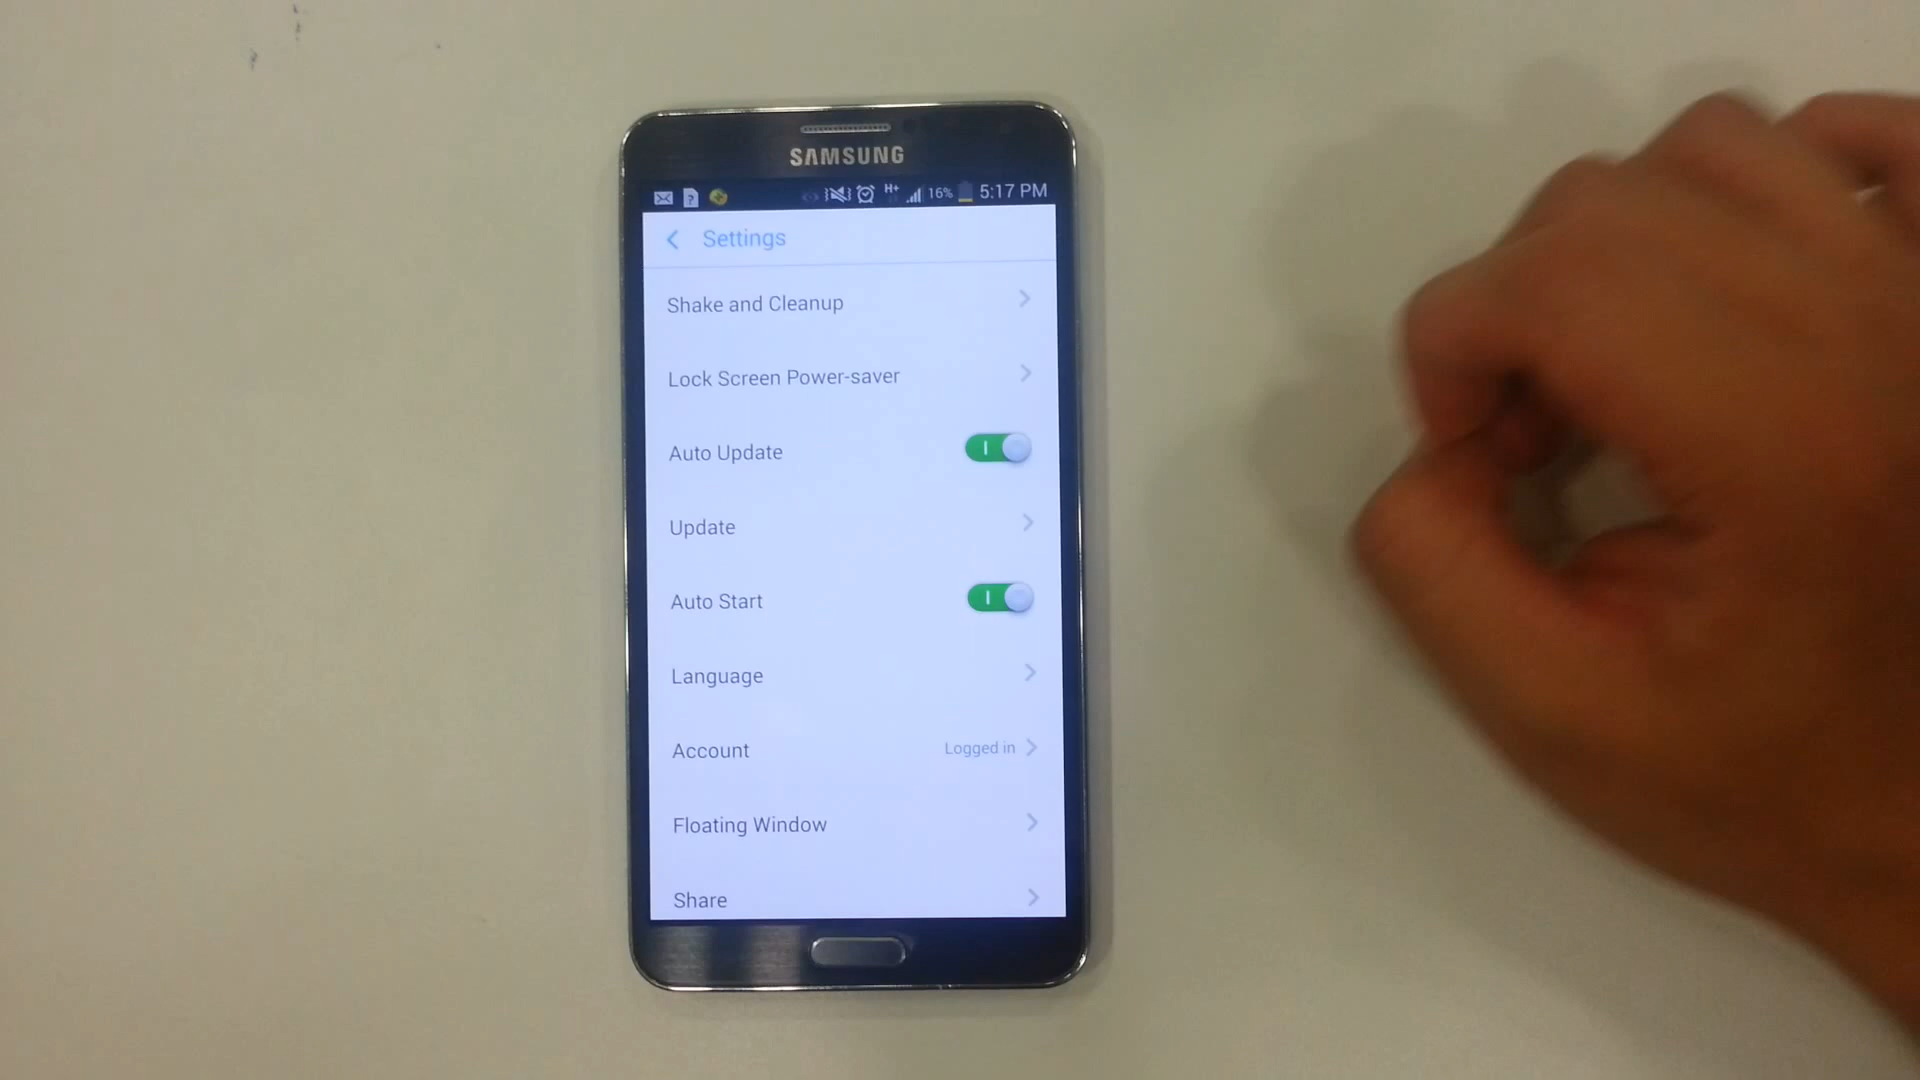 SAMSUNG
H+ 16% 5:17 PM
Settings
Shake and Cleanup
Lock Screen Power-saver
Auto Update
Update
Auto Start
Language
Account Logged in
Floating Window
Share